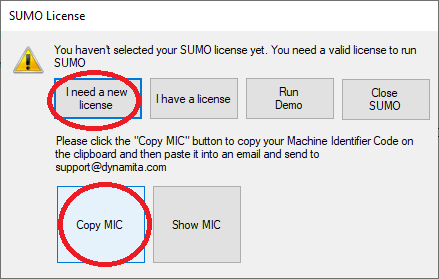 SUMO License
You haven't selected your SUMO license yet. You need a valid license to run
SUMO
I need a new
license
I have a license
Run
Demo
Close
SUMO
Please click the "Copy MIC" button to copy your Machine Identifier Code on
the clipboard and then paste it into an email and send to
support@dynamita.com
Copy MIC
Show MIC